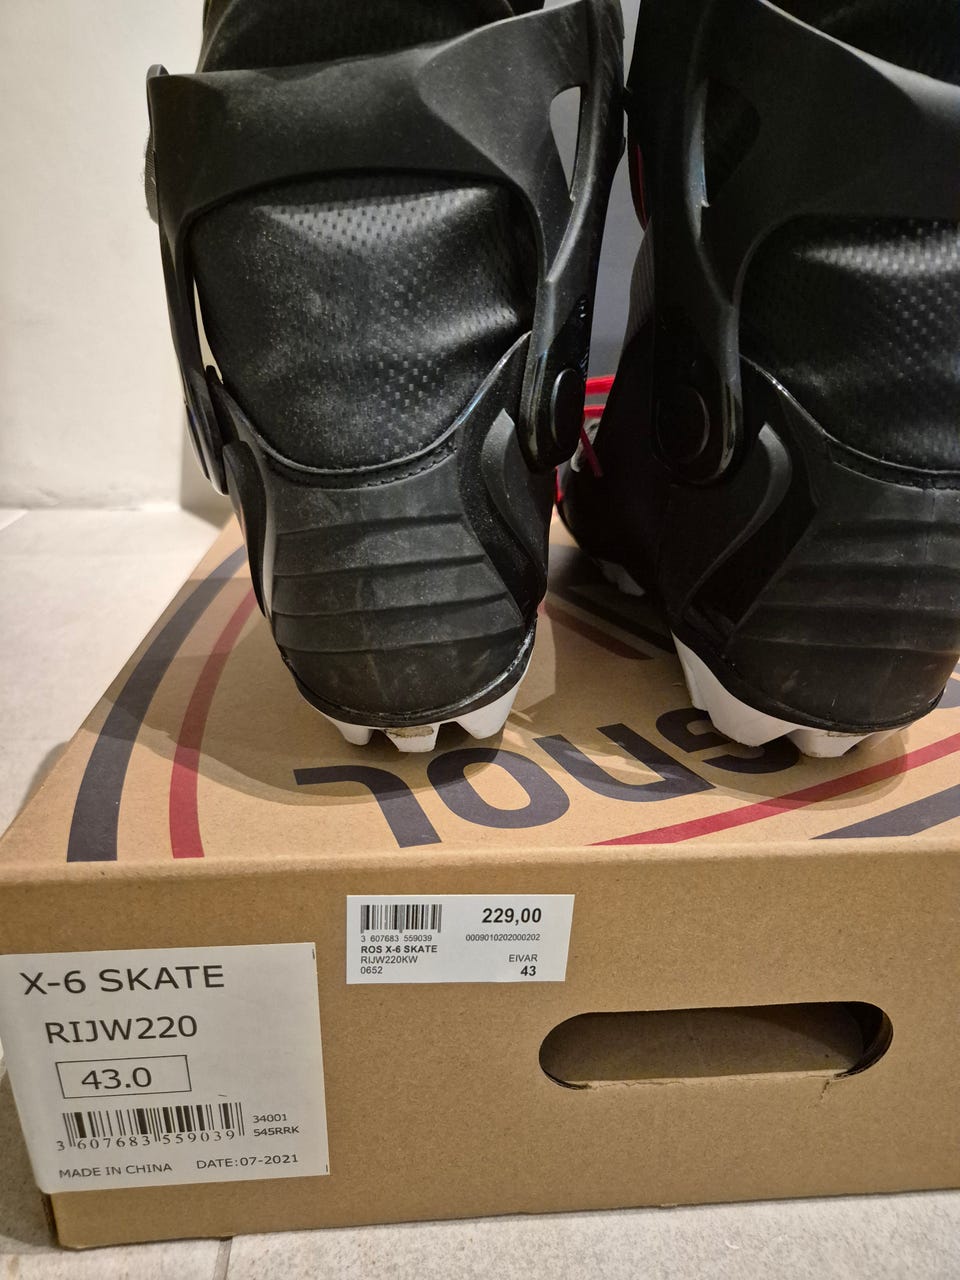 229,00
3 607683 559039
0009010202000202
ROS X-6 SKATE
RIJW220KW
EIVAR
0652
43
X-6 SKATE
RIJW220
43.0
3 607683 559039
34001
545RRK
MADE IN CHINA
DATE:07-2021